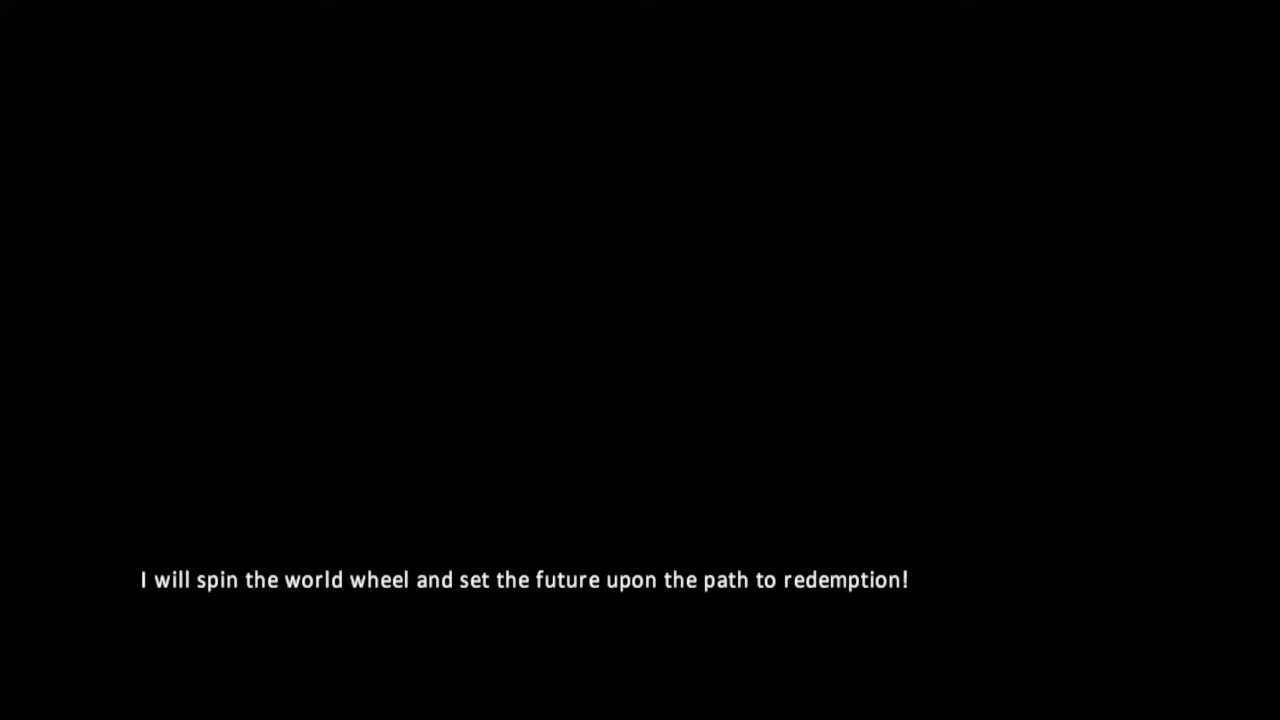 I will spin the world wheel and set the future upon the path to redemption!